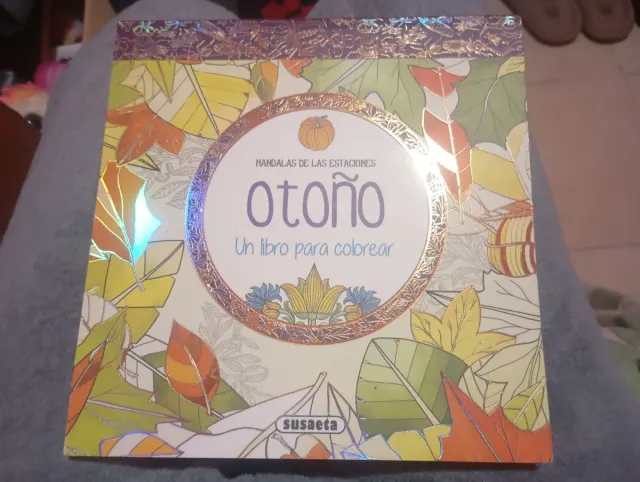 MANDALAS DE LAS ESTACIONES
otoño
Un libro para colorear
susaeta